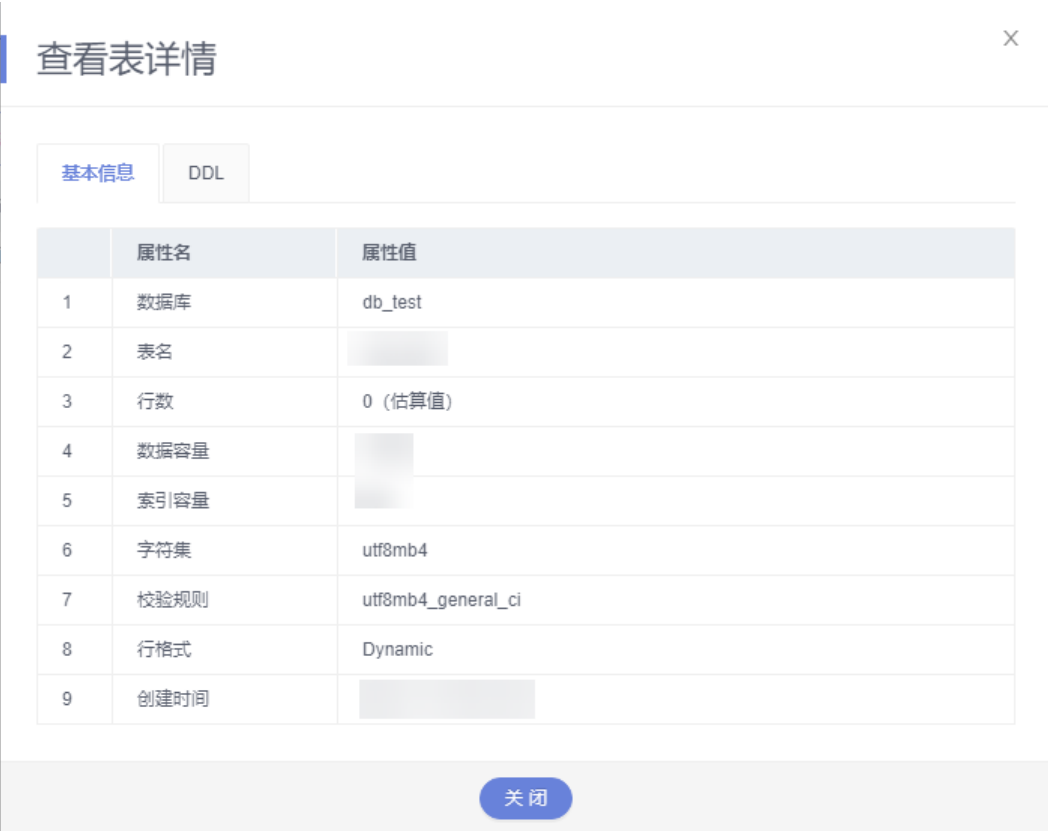 查看表详情
基本信息 DDL
属性名 属性值
1 数据库 db_test
2 表名
3 行数 0（估算值）
4 数据容量
5 索引容量
6 字符集 utf8mb4
7 校验规则 utf8mb4_general_ci
8 行格式 Dynamic
9 创建时间
关 闭